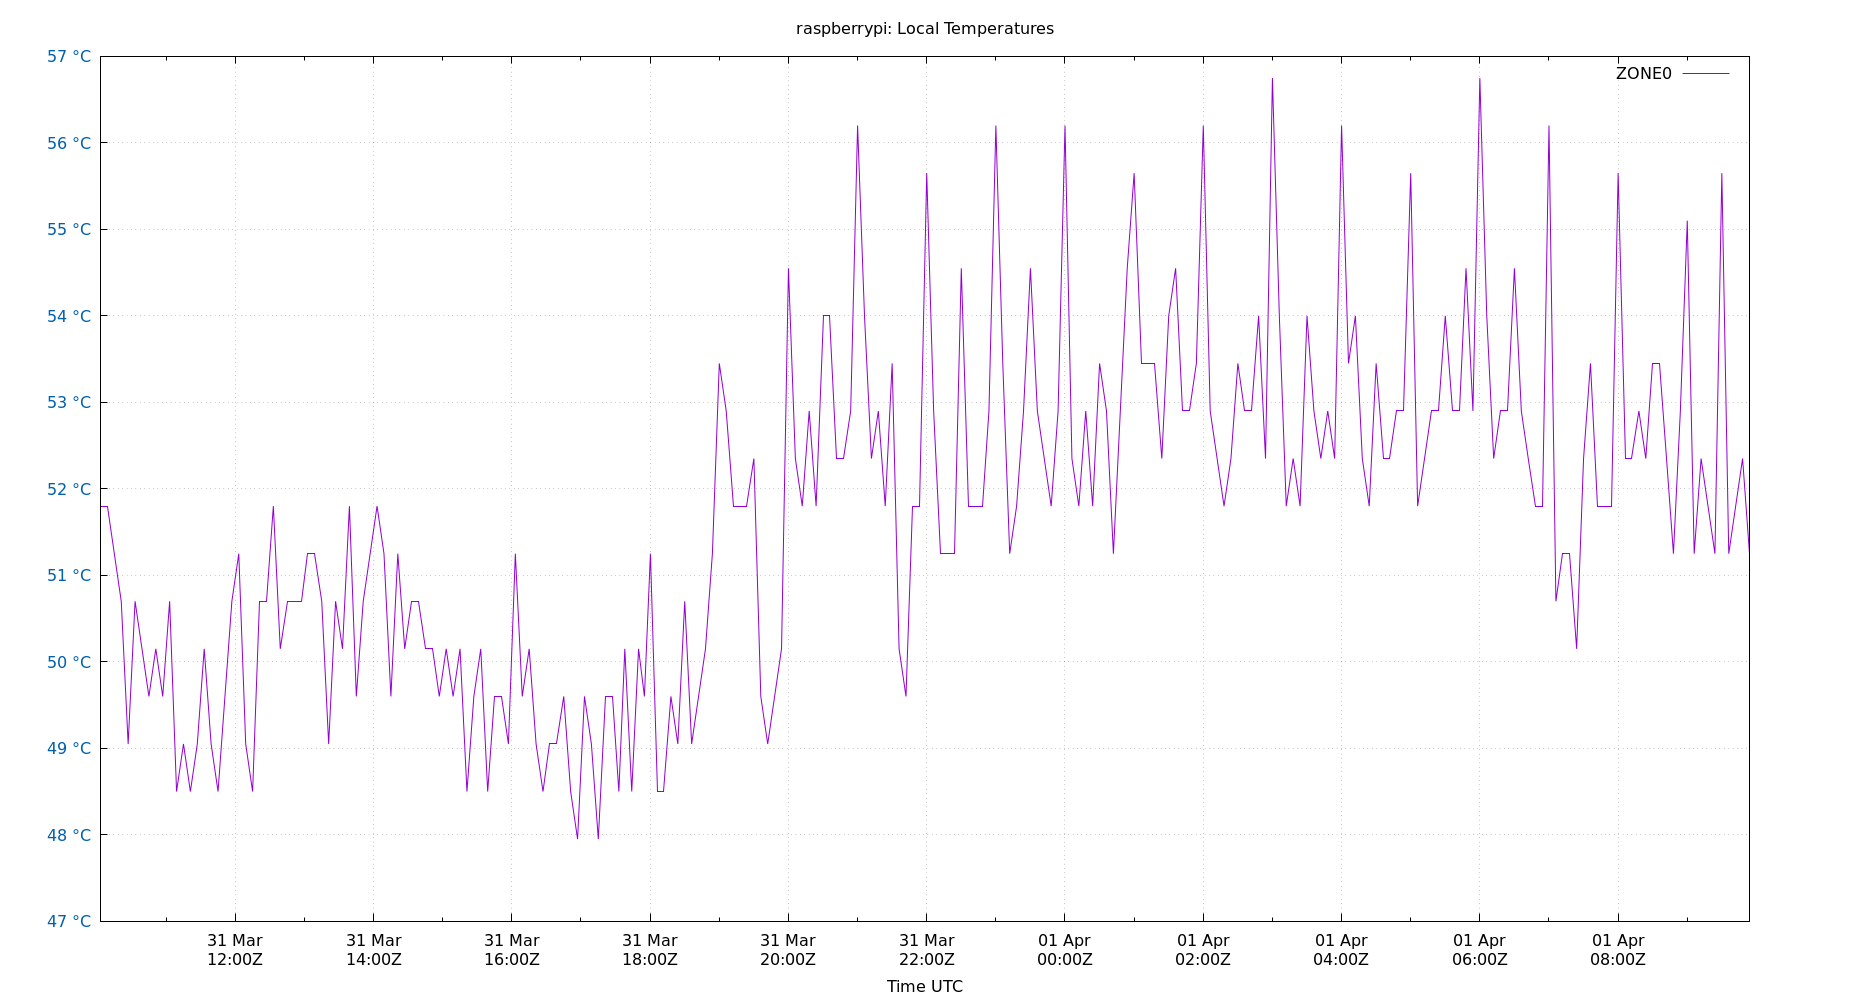 raspberrypi: Local Temperatures
57 °C
ZONE0
56 °C
55 °C
54 °C
53 °C
52 °C
51 °C
50 °C
49 °C
48 °C
47 °C
31 Mar 31 Mar 31 Mar 31 Mar 31 Mar 31 Mar 01 Apr 01 Apr 01 Apr 01 Apr 01 Apr
12:00Z 14:00Z 16:00Z 18:00Z 20:00Z 22:00Z 00:00Z 02:00Z 04:00Z 06:00Z 08:00Z
Time UTC